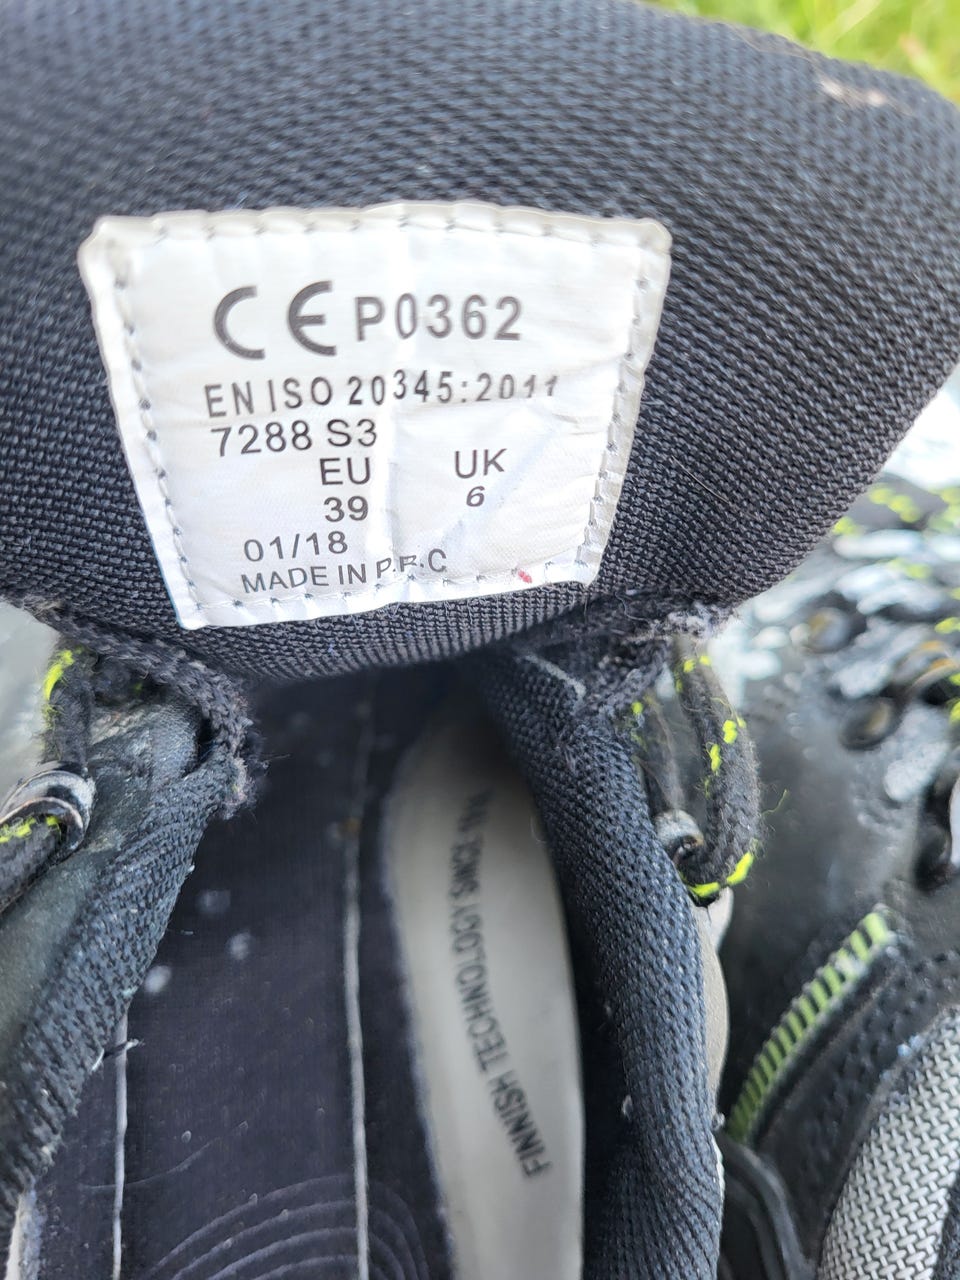 CE P0362
EN ISO 20345:2011
7288 S3
EU UK
39 6
01/18
MADE IN P.R.C
FINNISH TECHNOLOGY SINCE